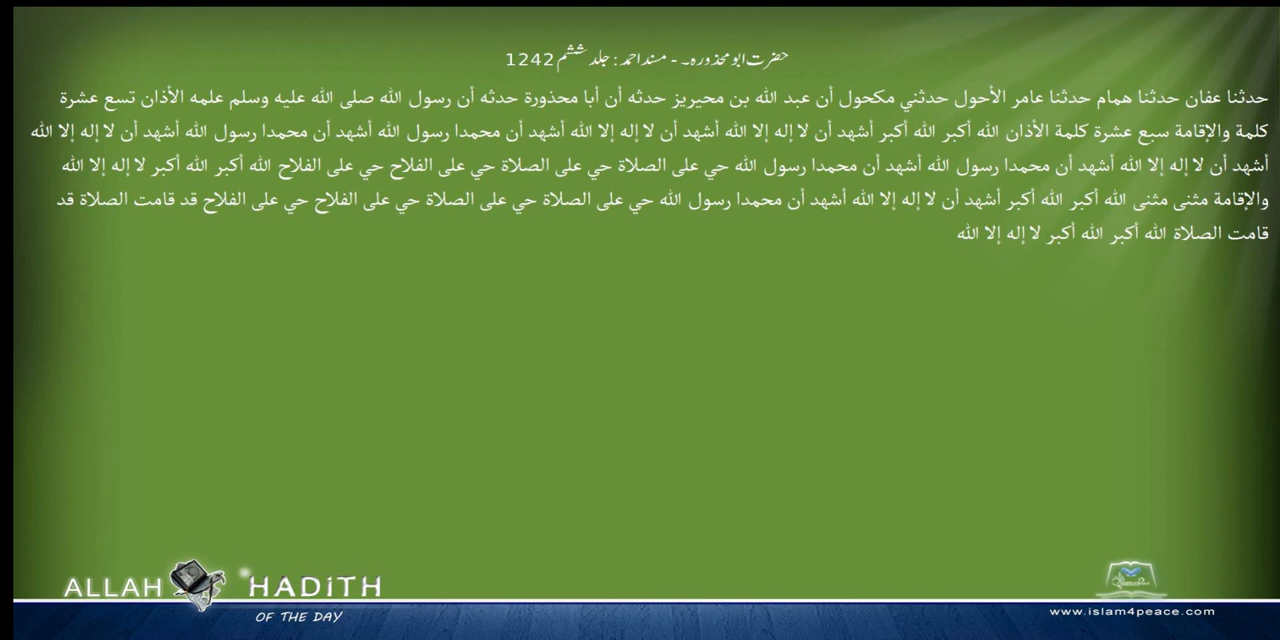 حضرت ابو محذورہ۔ - مسند احمد : جلد ششم 1242
حدثنا عفان حدثنا همام حدثنا عامر الأحول حدثني مكحول أن عبد الله بن محيريز حدثه أن أبا محذورة حدثه أن رسول الله صلى الله عليه وسلم علمه الأذان تسع عشرة
كلمة والإقامة سبع عشرة كلمة الأذان الله أكبر الله أكبر أشهد أن لا إله إلا الله أشهد أن لا إله إلا الله أشهد أن محمدا رسول الله أشهد أن محمدا رسول الله أشهد أن لا إله إلا الله
أشهد أن لا إله إلا الله أشهد أن محمدا رسول الله أشهد أن محمدا رسول الله حي على الصلاة حي على الصلاة حي على الفلاح حي على الفلاح الله أكبر الله أكبر لا إله إلا الله
والإقامة مثنى مثنى الله أكبر الله أكبر أشهد أن لا إله إلا الله أشهد أن محمدا رسول الله حي على الصلاة حي على الصلاة حي على الفلاح حي على الفلاح قد قامت الصلاة قد
قامت الصلاة الله أكبر الله أكبر لا إله إلا الله
ALLAH HADITH
OF THE DAY
www.islam4peace.com